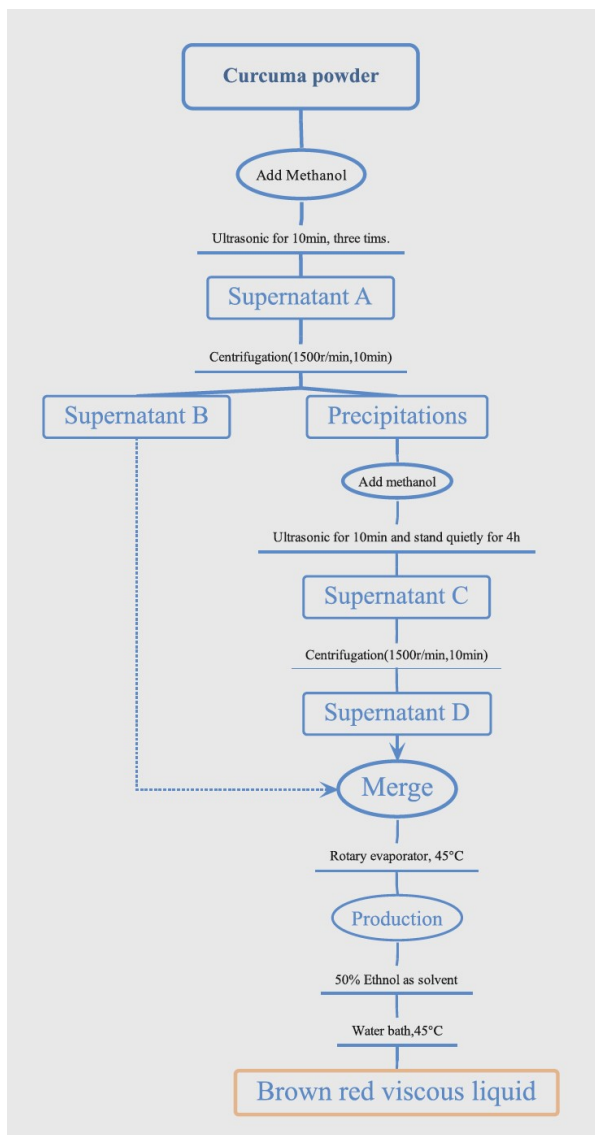 Curcuma powder
Add Methanol
Ultrasonic for 10min, three tims.
Supernatant A
Centrifugation(1500r/min,10min)
Supernatant B
Precipitations
Add methanol
Ultrasonic for 10min and stand quietly for 4h
Supernatant C
Centrifugation(1500r/min,10min)
Supernatant D
Merge
Rotary evaporator, 45°C
Production
50% Ethnol as solvent
Water bath,45°C
Brown red viscous liquid